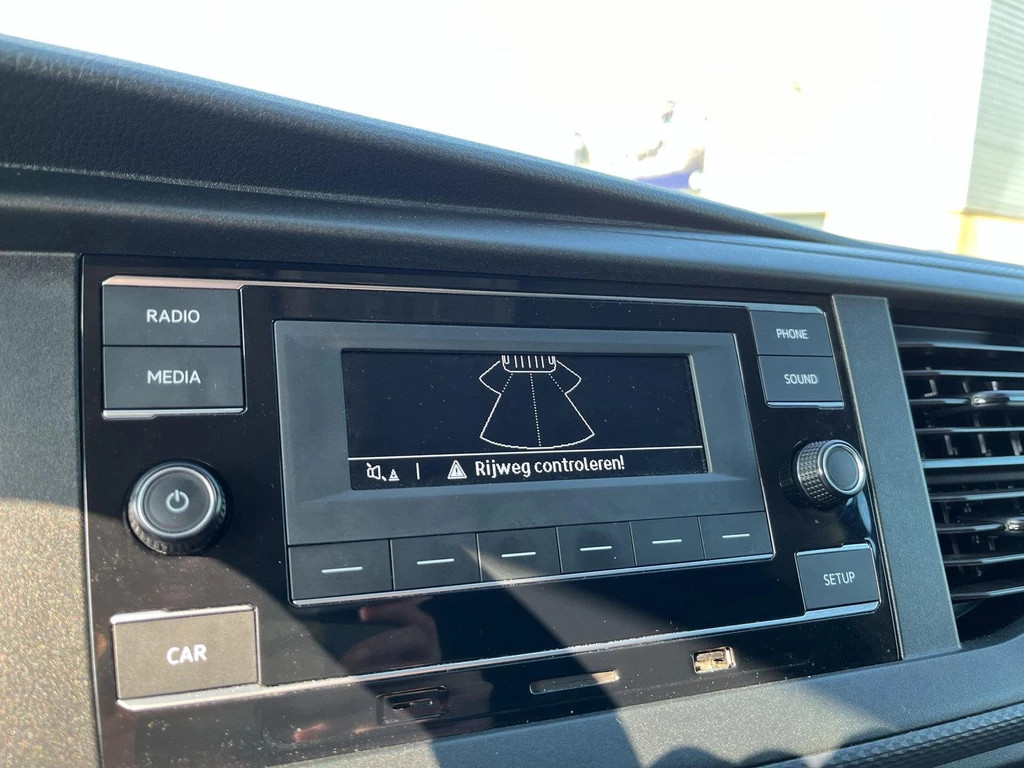 RADIO
MEDIA
PHONE
SOUND
Rijweg controleren!
SETUP
CAR